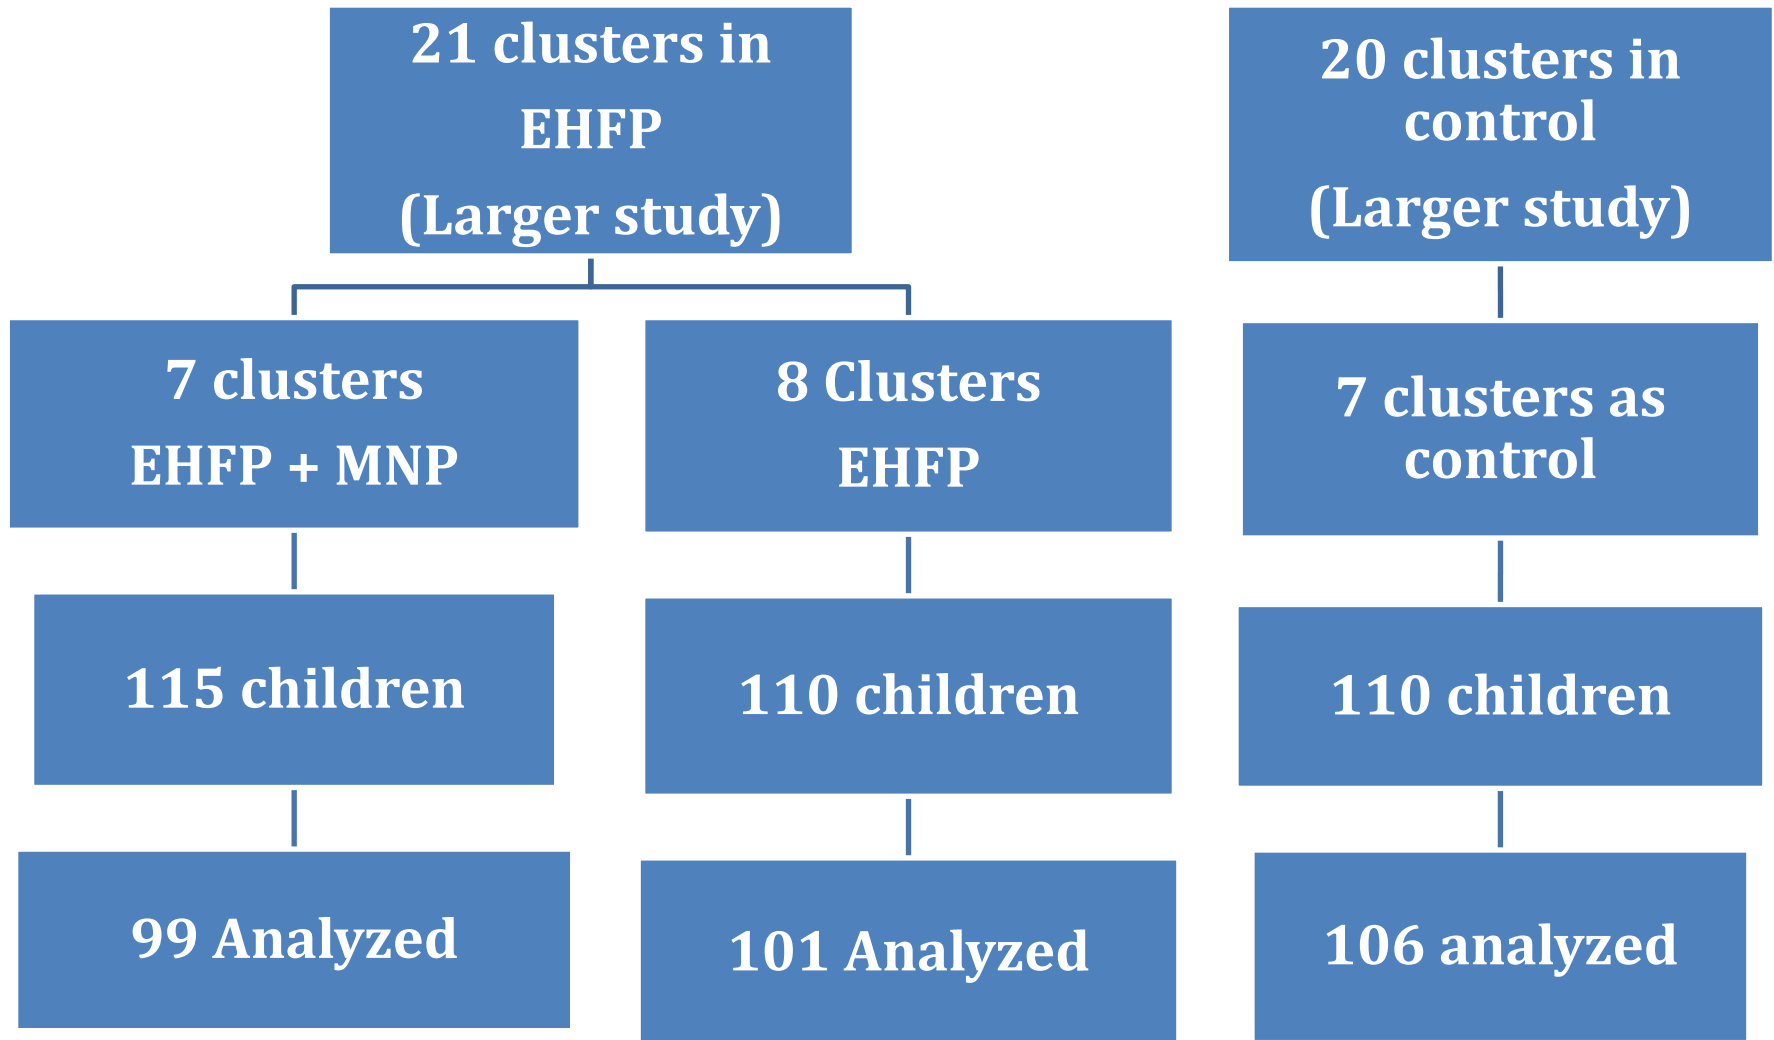 21 clusters in
EHFP
(Larger study)
20 clusters in
control
(Larger study)
7 clusters
EHFP + MNP
8 Clusters
EHFP
7 clusters as
control
115 children
110 children
110 children
99 Analyzed
101 Analyzed
106 analyzed